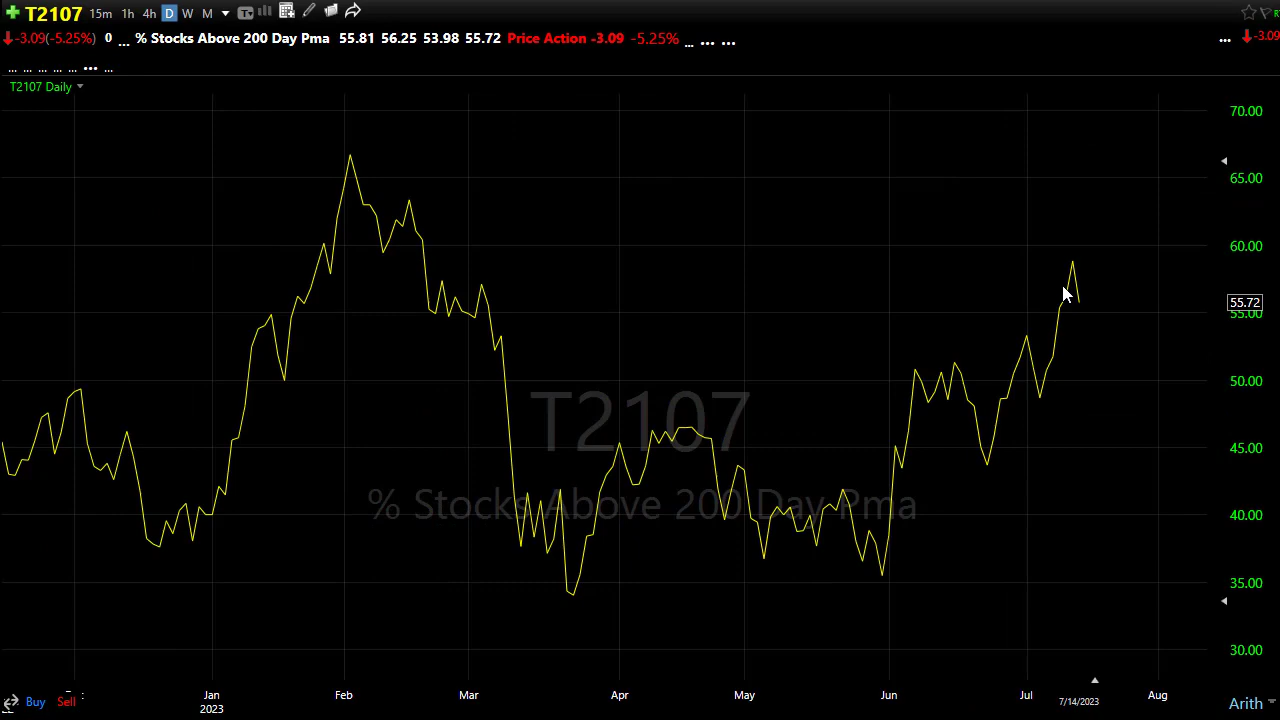 T2107 15m 1h 4h D W M
-3.09(-5.25%) 0 ... % Stocks Above 200 Day Pma 55.81 56.25 53.98 55.72 Price Action -3.09 -5.25% ... ... ... ... -3.09
... ... ... ... ... ... ...
T2107 Daily
70.00
65.00
60.00
55.72
55.00
50.00
T2107
45.00
% Stocks Above 200 Day Pma
40.00
35.00
30.00
Jan Feb Mar Apr May Jun Jul Aug
Buy Sell 2023 7/14/2023 Arith